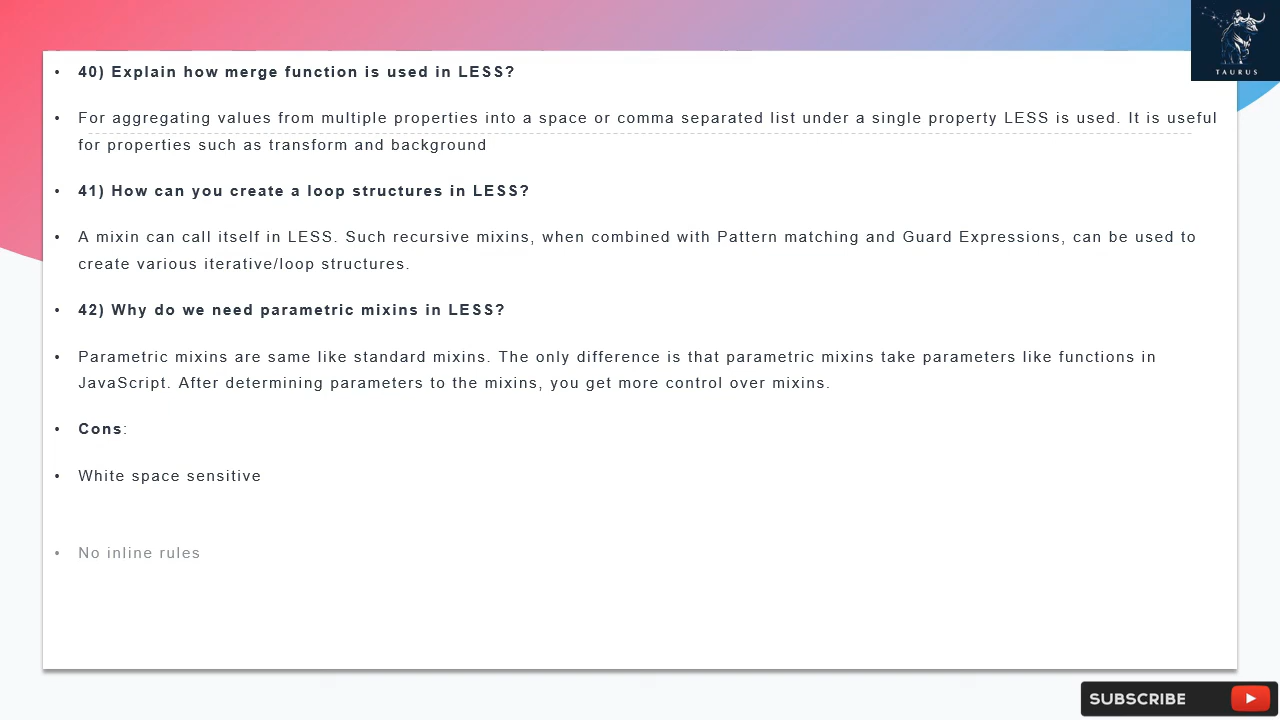 TAURUS
• 40) Explain how merge function is used in LESS?
• For aggregating values from multiple properties into a space or comma separated list under a single property LESS is used. It is useful
for properties such as transform and background
• 41) How can you create a loop structures in LESS?
• A mixin can call itself in LESS. Such recursive mixins, when combined with Pattern matching and Guard Expressions, can be used to
create various iterative/loop structures.
• 42) Why do we need parametric mixins in LESS?
• Parametric mixins are same like standard mixins. The only difference is that parametric mixins take parameters like functions in
JavaScript. After determining parameters to the mixins, you get more control over mixins.
• Cons:
• White space sensitive
• No inline rules
SUBSCRIBE